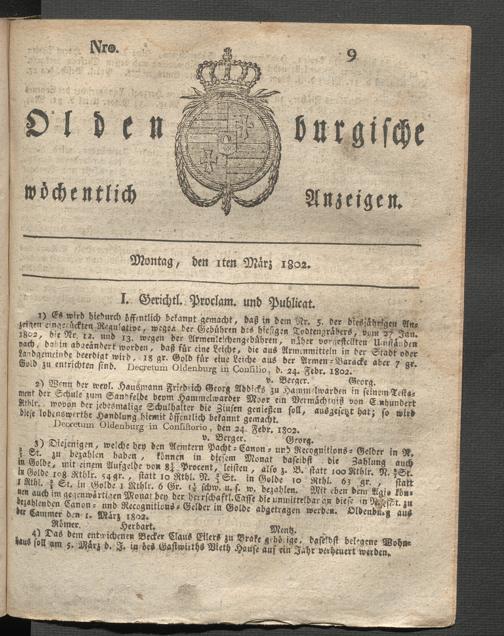 Nro. 9
Oldenburgische
wöchentlich Anzeigen.
Montag, den 1ten März 1802.
I. Gerichtl. Proclam. und Publicat.
1) Es wird hiedurch öffentlich bekannt gemacht, daß in dem Nr. 5. der diesjährigen An-
zeigen eingerückten Regulative, wegen der Gebühren des hiesigen Todtengräbers, vom 27 Jan.
1802, die Nr. 12. und 13. wegen der Armenleichengebühren, näher vorgestellten Umständen
nach, dahin abgeändert worden, daß für eine Leiche, die aus Armenmitteln in der Stadt oder
Landgemeinde beerdigt wird, 18 gr. Gold für eine Leiche aus der Armen-Baracke aber 7 gr.
Gold zu entrichten sind. Decretum Oldenburg in Consilio, d. 24. Febr. 1802.
v. Berger. Georg.
2) Wenn der weyl. Hausmann Friedrich Georg Addicks zu Hammelwarden in seinem Testa-
ment der Schule zum Sandfelde beym Hammelwarder Moor ein Vermächtniß von Einhundert
Rthlr. wovon der jedesmalige Schulhalter die Zinsen genießen soll, ausgesetzt hat; so wird
diese lobenswerthe Handlung hiemit öffentlich bekannt gemacht.
Decretum Oldenburg in Consistorio, den 24. Febr. 1802.
v. Berger. Georg.
3) Diejenigen, welche bey den Aemtern Pacht- Canon- und Recognitions- Gelder in N.
⅔ St. zu bezahlen haben, können in diesem Monat daselbst die Zahlung auch
in Golde, mit einem Aufgelde von 8½ Procent, leisten, also z. B. statt 100 Rthlr. N. ⅔ St.
in Golde 108 Rthlr. 54 gr., statt 10 Rthl. N. ⅔ St. in Golde 10 Rthl. 63 gr., statt
1 Rthl. ⅔ St. in Golde 1 Rthl. 6 Gr. 1½ schw. u. s. w. bezahlen. Mit eben dem Agio kön-
nen auch im gegenwärtigen Monat bey der herrschaftl. Casse die unmittelbar an diese in N. ⅔ St. zu
bezahlenden Canon- und Recognitions- Gelder in Golde abgetragen werden. Oldenburg aus
der Cammer den 1. März 1802.
Römer. Herbart. Mentz.
4) Das dem entwichenen Becker Claus Eilers zu Brake gehörige, daselbst belegene Wohn-
haus soll am 5. März d. J. in des Gastwirths Vieth Hause auf ein Jahr verheuert werden.